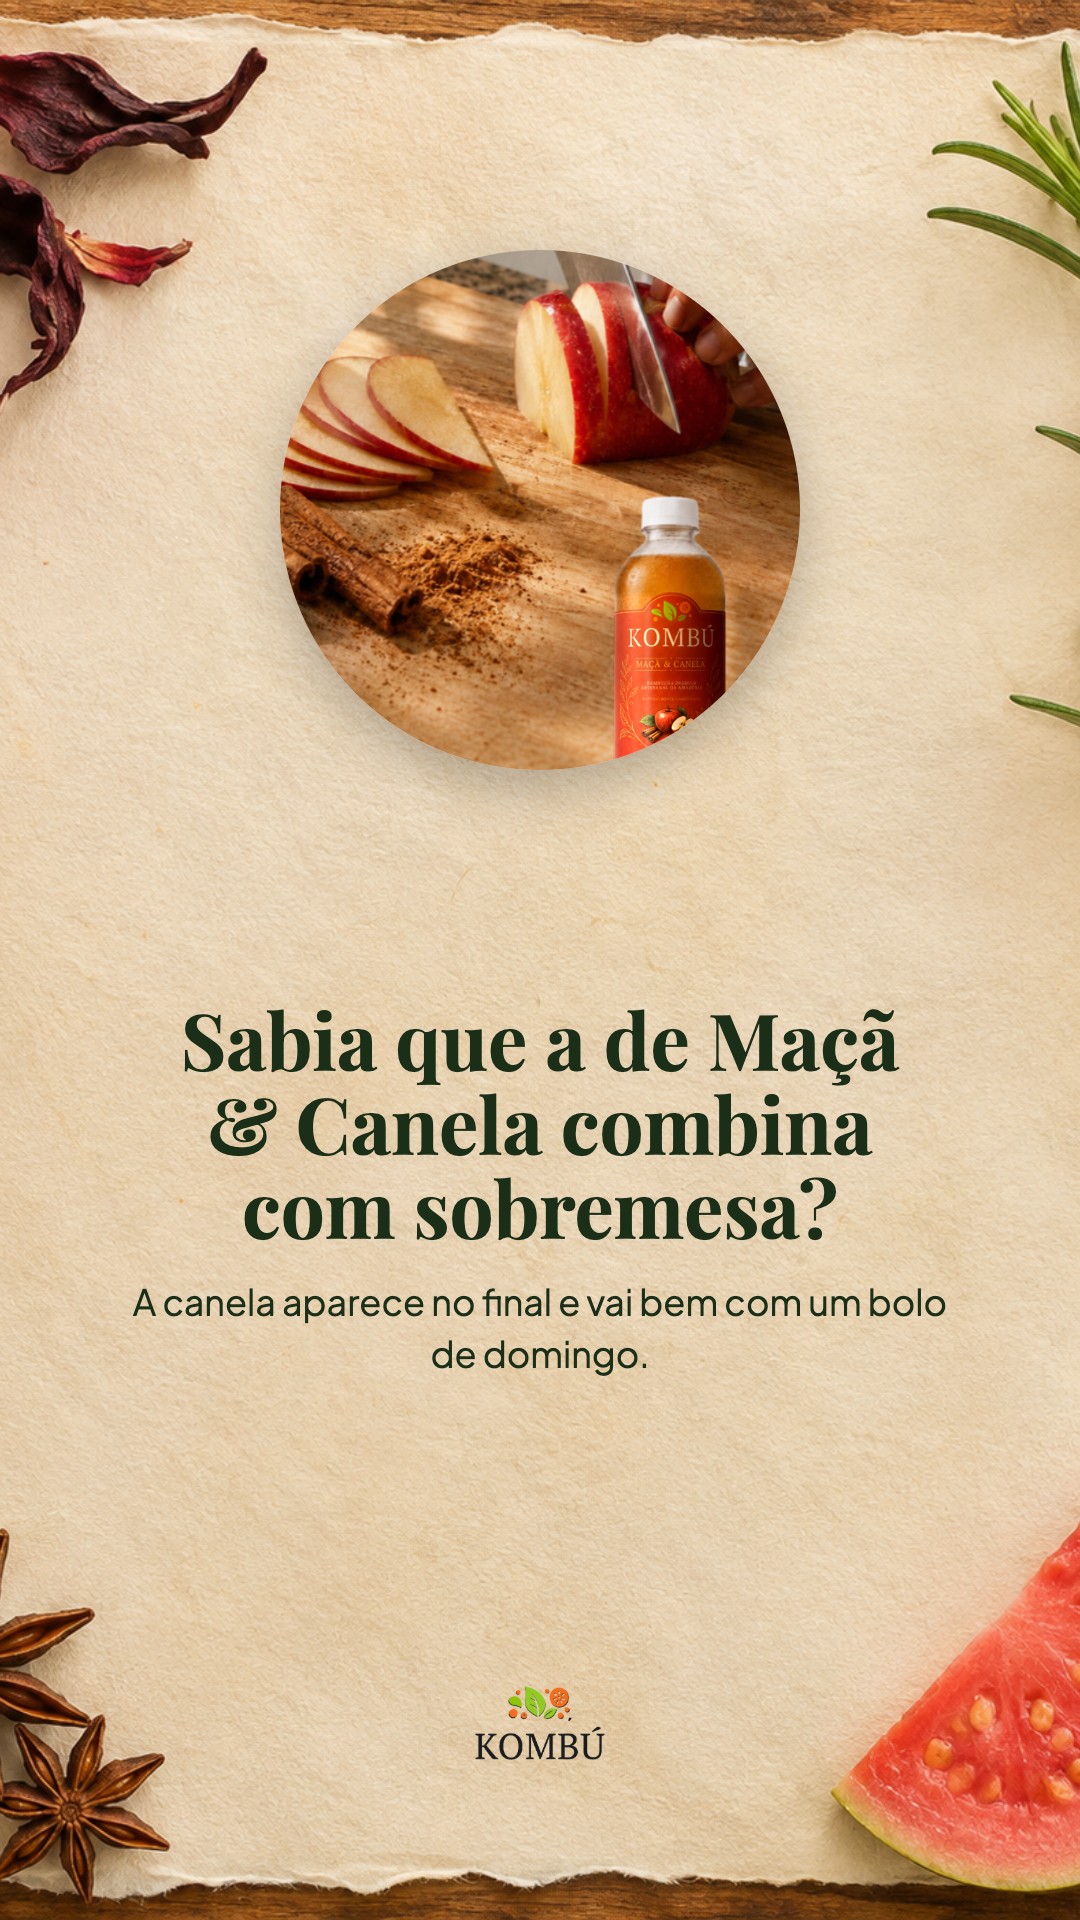 KOMBÚ
MAÇÃ & CANELA
Sabia que a de Maçã
& Canela combina
com sobremesa?
A canela aparece no final e vai bem com um bolo
de domingo.
KOMBÚ